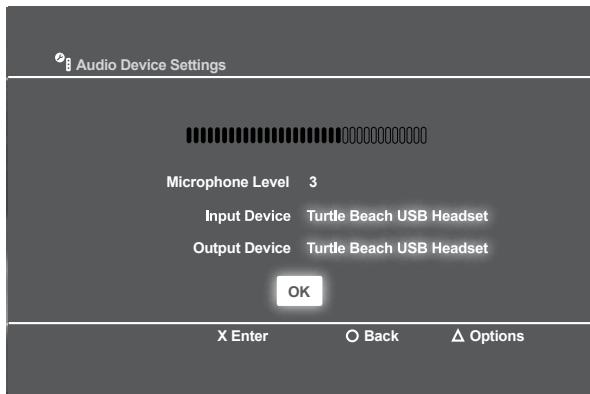 Audio Device Settings
Microphone Level 3
Input Device Turtle Beach USB Headset
Output Device Turtle Beach USB Headset
OK
X Enter O Back Δ Options